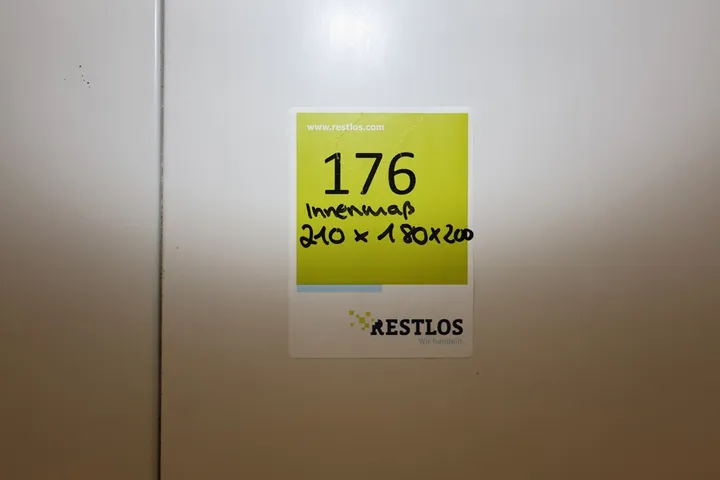 www.restlos.com
176
Innenmaß
210 x 180x200
RESTLOS
Wir handeln.